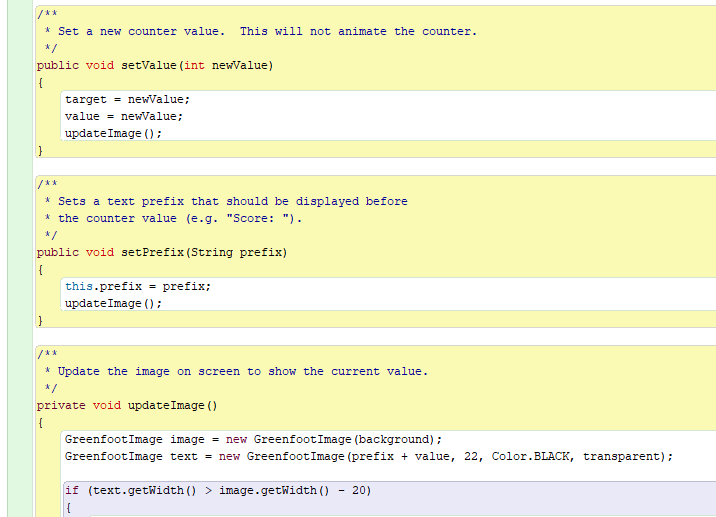 /**
 * Set a new counter value.  This will not animate the counter.
 */
public void setValue(int newValue)
{
    target = newValue;
    value = newValue;
    updateImage();
}
/**
 * Sets a text prefix that should be displayed before
 * the counter value (e.g. "Score: ").
 */
public void setPrefix(String prefix)
{
    this.prefix = prefix;
    updateImage();
}
/**
 * Update the image on screen to show the current value.
 */
private void updateImage()
{
    GreenfootImage image = new GreenfootImage(background);
    GreenfootImage text = new GreenfootImage(prefix + value, 22, Color.BLACK, transparent);
    if (text.getWidth() > image.getWidth() - 20)
    {